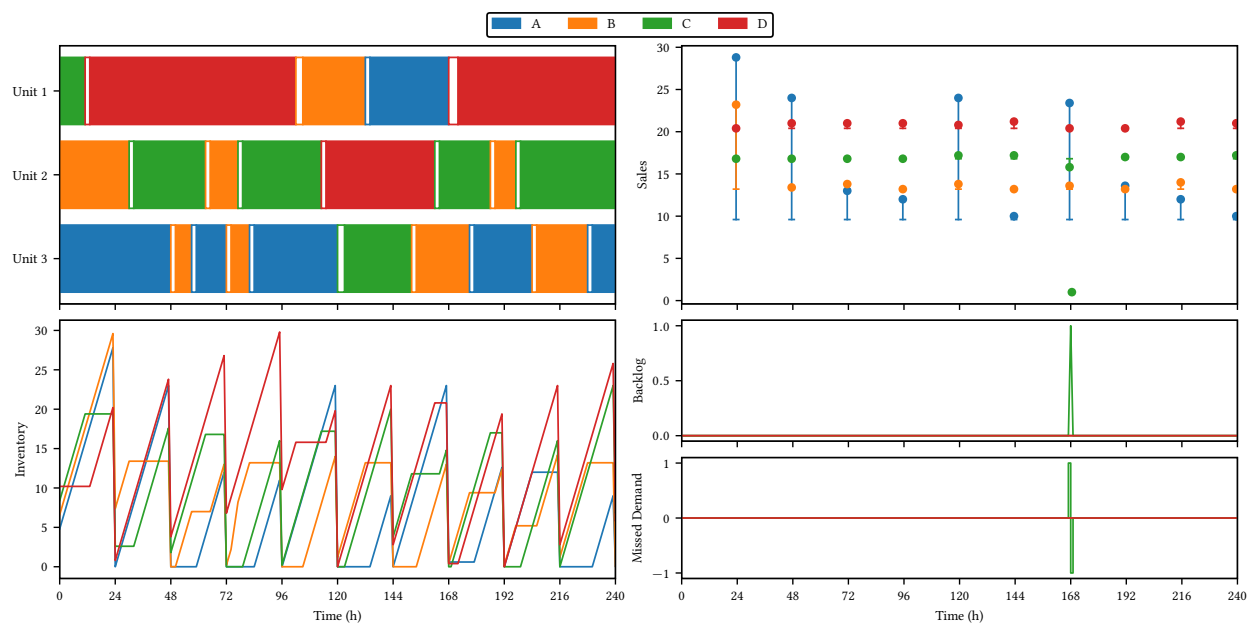 A B C D
Unit 1
Unit 2
Unit 3
30
25
20
15
10
5
0
Sales
30
25
20
15
10
5
0
Inventory
0 24 48 72 96 120 144 168 192 216 240
Time (h)
1.0
0.5
0.0
Backlog
1
0
−1
Missed Demand
0 24 48 72 96 120 144 168 192 216 240
Time (h)